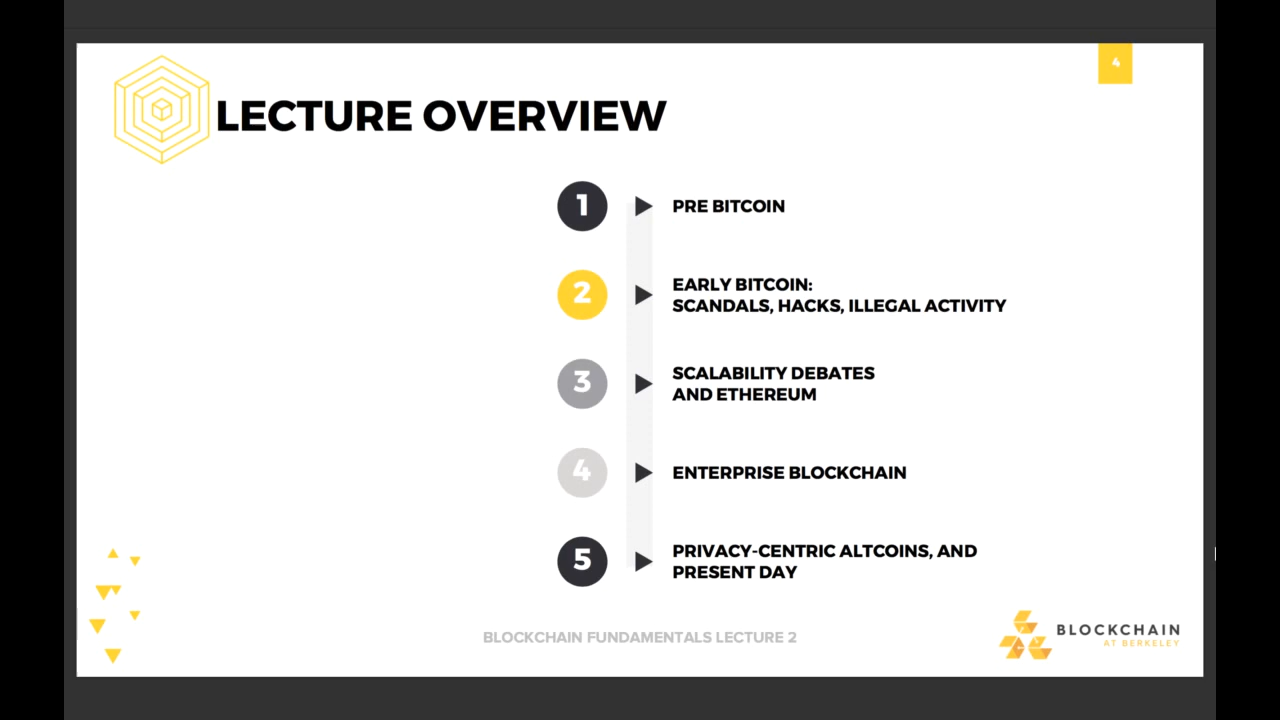 4
LECTURE OVERVIEW
1
PRE BITCOIN
2
EARLY BITCOIN:
SCANDALS, HACKS, ILLEGAL ACTIVITY
3
SCALABILITY DEBATES
AND ETHEREUM
4
ENTERPRISE BLOCKCHAIN
5
PRIVACY-CENTRIC ALTCOINS, AND
PRESENT DAY
BLOCKCHAIN FUNDAMENTALS LECTURE 2
BLOCKCHAIN
AT BERKELEY